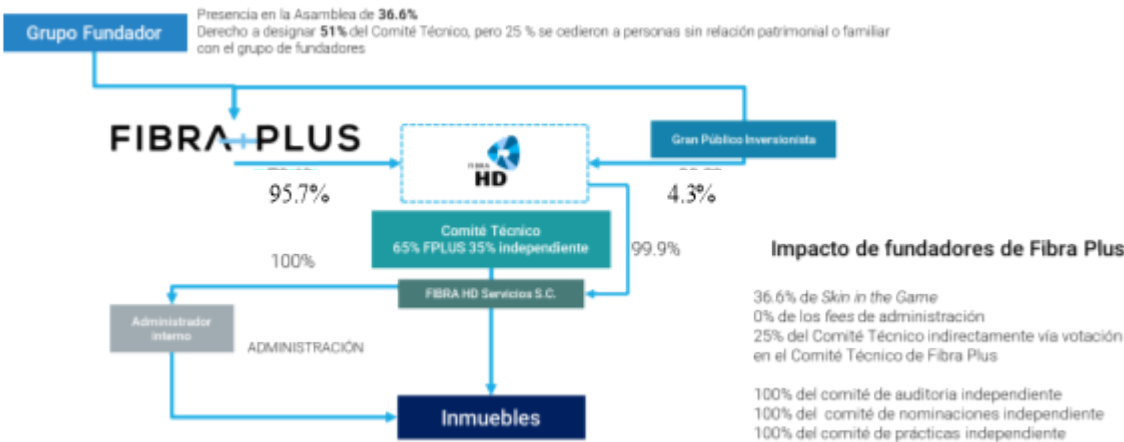 Presencia en la Asamblea de 36.6%
Grupo Fundador
Derecho a designar 51% del Comité Técnico, pero 25 % se cedieron a personas sin relación patrimonial o familiar
con el grupo de fundadores
FIBRA+PLUS
FIBRA
HD
Gran Público Inversionista
95.7%
4.3%
Comité Técnico
65% FPLUS 35% independiente
99.9%
100%
FIBRA HD Servicios S.C.
Administrador
interno
ADMINISTRACIÓN
Inmuebles
Impacto de fundadores de Fibra Plus
36.6% de Skin in the Game
0% de los fees de administración
25% del Comité Técnico indirectamente vía votación
en el Comité Técnico de Fibra Plus
100% del comité de auditoría independiente
100% del comité de nominaciones independiente
100% del comité de prácticas independiente